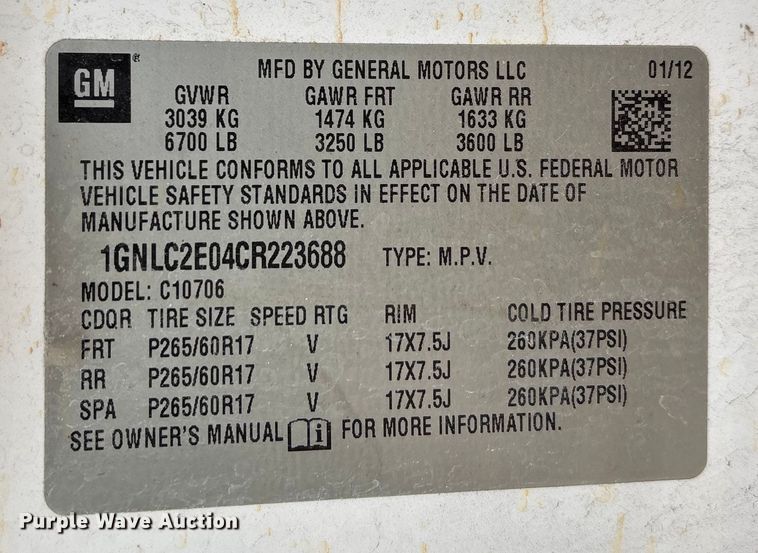 GM ® MFD BY GENERAL MOTORS LLC 01/12
GVWR GAWR FRT GAWR RR
3039 KG 1474 KG 1633 KG
6700 LB 3250 LB 3600 LB
THIS VEHICLE CONFORMS TO ALL APPLICABLE U.S. FEDERAL MOTOR
VEHICLE SAFETY STANDARDS IN EFFECT ON THE DATE OF
MANUFACTURE SHOWN ABOVE.
1GNLC2E04CR223688 TYPE: M.P.V.
MODEL: C10706
CDQR TIRE SIZE SPEED RTG RIM COLD TIRE PRESSURE
FRT P265/60R17 V 17X7.5J 260KPA(37PSI)
RR P265/60R17 V 17X7.5J 260KPA(37PSI)
SPA P265/60R17 V 17X7.5J 260KPA(37PSI)
SEE OWNER'S MANUAL i FOR MORE INFORMATION.
Purple Wave Auction